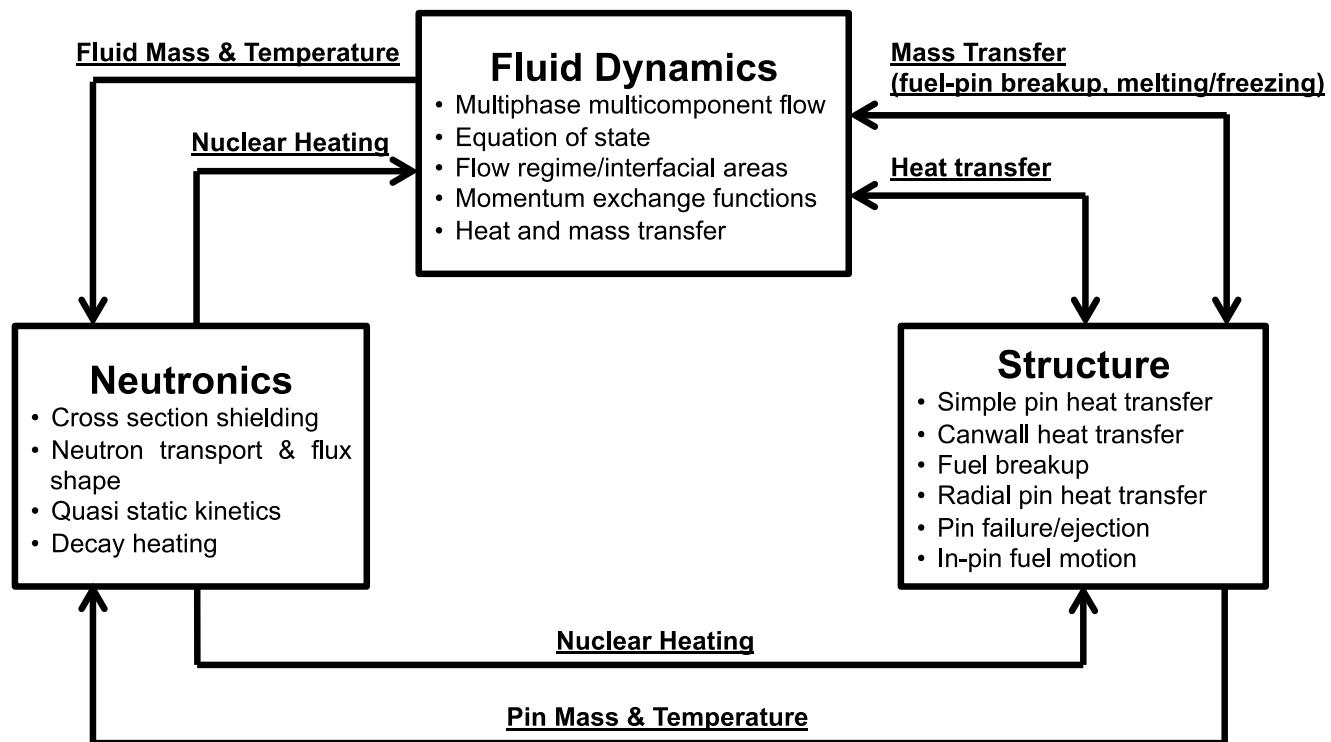 Fluid Mass & Temperature
Nuclear Heating
Fluid Dynamics
• Multiphase multicomponent flow
• Equation of state
• Flow regime/interfacial areas
• Momentum exchange functions
• Heat and mass transfer
Mass Transfer
(fuel-pin breakup, melting/freezing)
Heat transfer
Neutronics
• Cross section shielding
• Neutron transport & flux
shape
• Quasi static kinetics
• Decay heating
Structure
• Simple pin heat transfer
• Canwall heat transfer
• Fuel breakup
• Radial pin heat transfer
• Pin failure/ejection
• In-pin fuel motion
Nuclear Heating
Pin Mass & Temperature